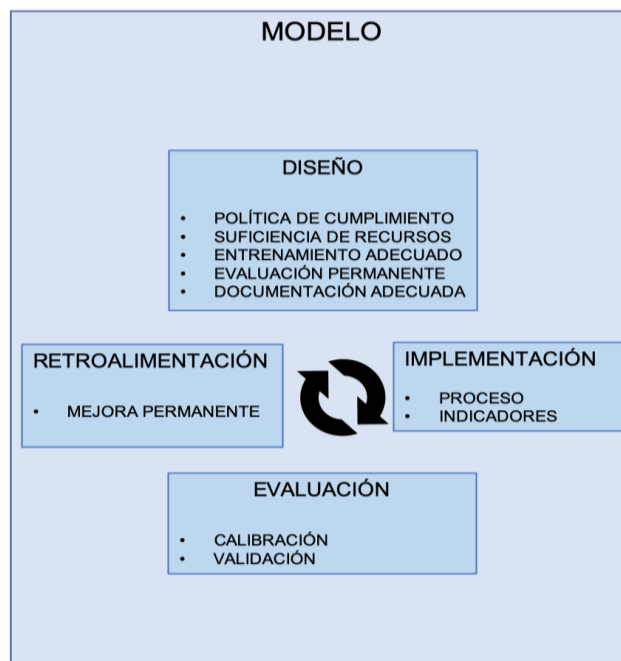 MODELO
DISEÑO
• POLÍTICA DE CUMPLIMIENTO
• SUFICIENCIA DE RECURSOS
• ENTRENAMIENTO ADECUADO
• EVALUACIÓN PERMANENTE
• DOCUMENTACIÓN ADECUADA
RETROALIMENTACIÓN
• MEJORA PERMANENTE
IMPLEMENTACIÓN
• PROCESO
• INDICADORES
EVALUACIÓN
• CALIBRACIÓN
• VALIDACIÓN